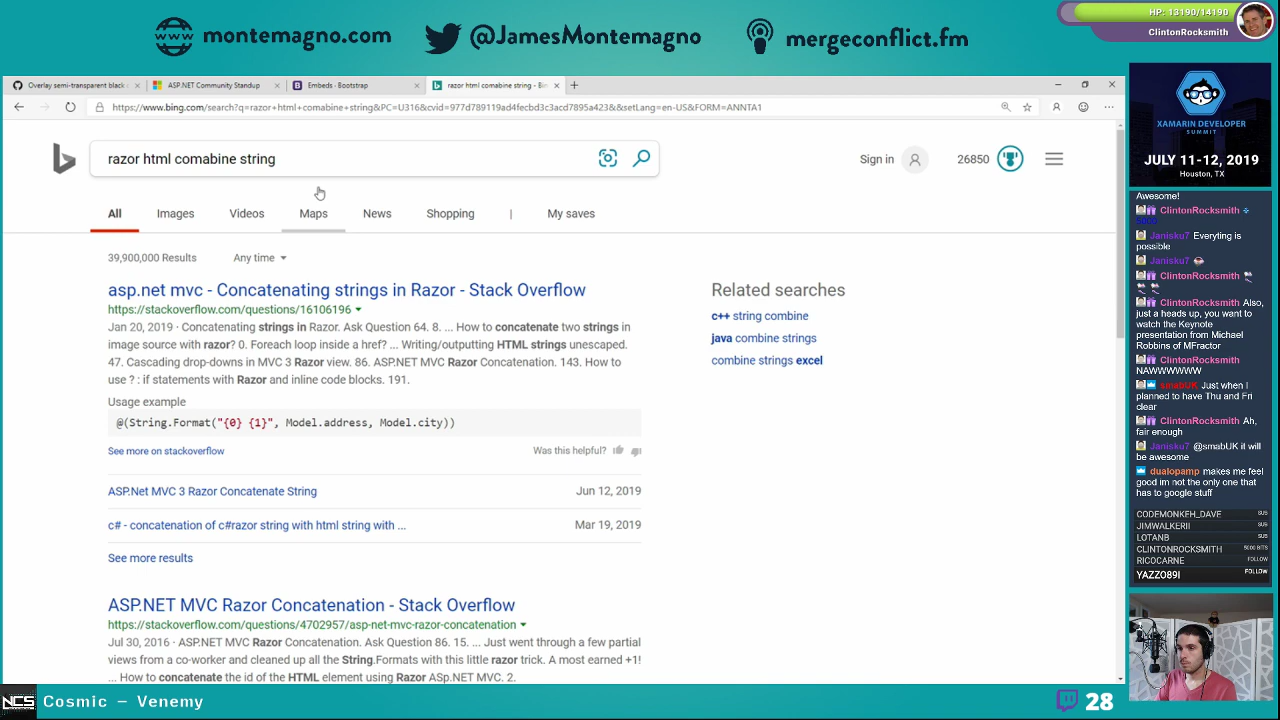 montemagno.com
@JamesMontemagno
mergeconflict.fm
HP: 13190/14190
ClintonRocksmith
Overlay semi-transparent black
ASP.NET Community Standup
Embeds · Bootstrap
razor html comabine string - Bin
https://www.bing.com/search?q=razor+html+comabine+string&PC=U316&cvid=977d789119ad4fecbd3c3acd7895a423&&setLang=en-US&FORM=ANNTA1
razor html comabine string
Sign in
26850
All
Images
Videos
Maps
News
Shopping
|
My saves
39,900,000 Results
Any time
asp.net mvc - Concatenating strings in Razor - Stack Overflow
https://stackoverflow.com/questions/16106196
Jan 20, 2019 · Concatenating strings in Razor. Ask Question 64. 8. ... How to concatenate two strings in
image source with razor? 0. Foreach loop inside a href? ... Writing/outputting HTML strings unescaped.
47. Cascading drop-downs in MVC 3 Razor view. 86. ASP.NET MVC Razor Concatenation. 143. How to
use ? : if statements with Razor and inline code blocks. 191.
Usage example
@(String.Format("{0} {1}", Model.address, Model.city))
See more on stackoverflow
Was this helpful?
ASP.Net MVC 3 Razor Concatenate String
Jun 12, 2019
c# - concatenation of c#razor string with html string with ...
Mar 19, 2019
See more results
ASP.NET MVC Razor Concatenation - Stack Overflow
https://stackoverflow.com/questions/4702957/asp-net-mvc-razor-concatenation
Jul 30, 2016 · ASP.NET MVC Razor Concatenation. Ask Question 86. 15. ... Just went through a few partial
views from a co-worker and cleaned up all the String.Formats with this little razor trick. A most earned +1!
... How to concatenate the id of the HTML element using Razor ASP.NET MVC. 2.
Related searches
c++ string combine
java combine strings
combine strings excel
XAMARIN DEVELOPER
SUMMIT
JULY 11-12, 2019
Houston, TX
Awesome!
ClintonRocksmith
Janisku7 Everyting is
possible
Janisku7
ClintonRocksmith
ClintonRocksmith Also,
just a heads up, you want to
watch the Keynote
presentation from Michael
Robbins of MFractor
ClintonRocksmith
NAWWWWWW
smabUK Just when I
planned to have Thu and Fri
clear
ClintonRocksmith Ah,
fair enough
Janisku7 @smabUK it will
be awesome
dualopamp makes me feel
good im not the only one that
has to google stuff
CODEMONKEH_DAVE SUB
JIMWALKERII SUB
LOTANB SUB
CLINTONROCKSMITH 5000 BITS
RICOCARNE FOLLOW
YAZZO89I FOLLOW
NCS
Cosmic – Venemy
28